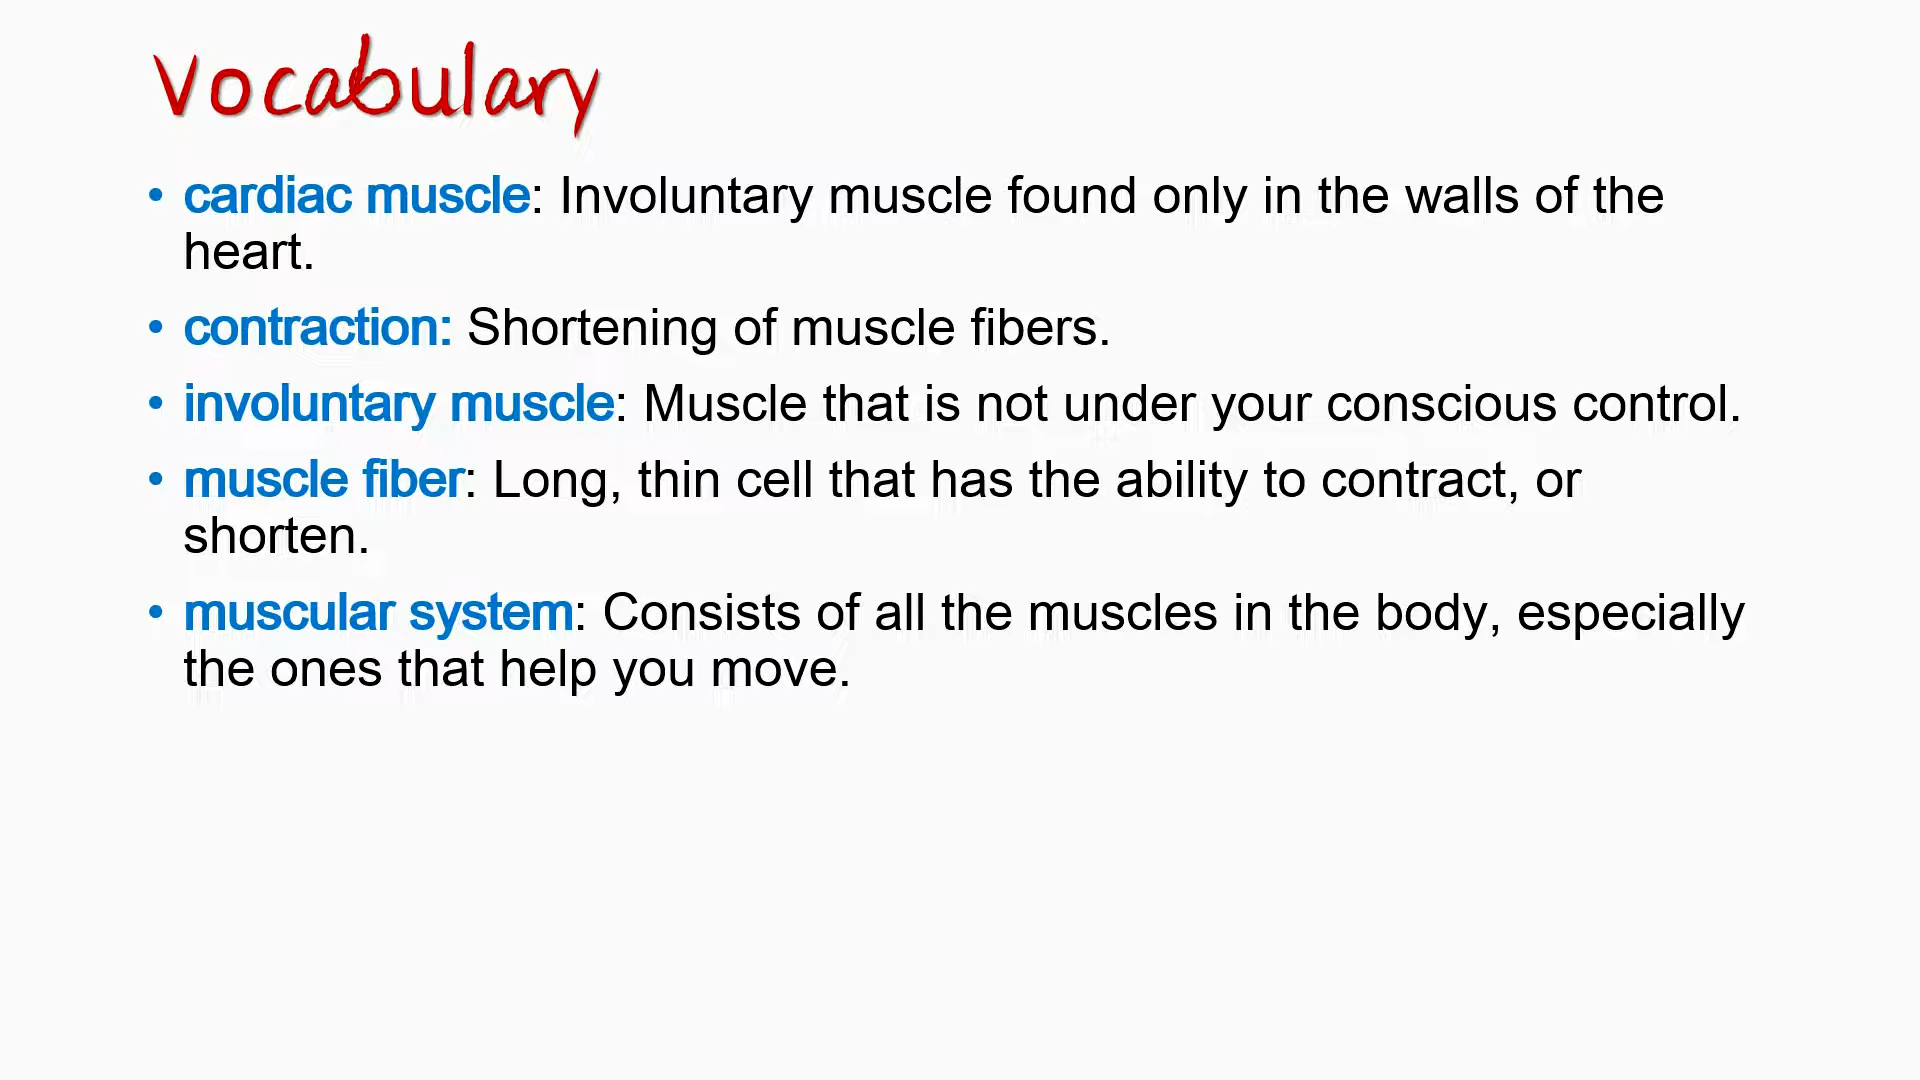 Vocabulary
• cardiac muscle: Involuntary muscle found only in the walls of the
heart.
• contraction: Shortening of muscle fibers.
• involuntary muscle: Muscle that is not under your conscious control.
• muscle fiber: Long, thin cell that has the ability to contract, or
shorten.
• muscular system: Consists of all the muscles in the body, especially
the ones that help you move.